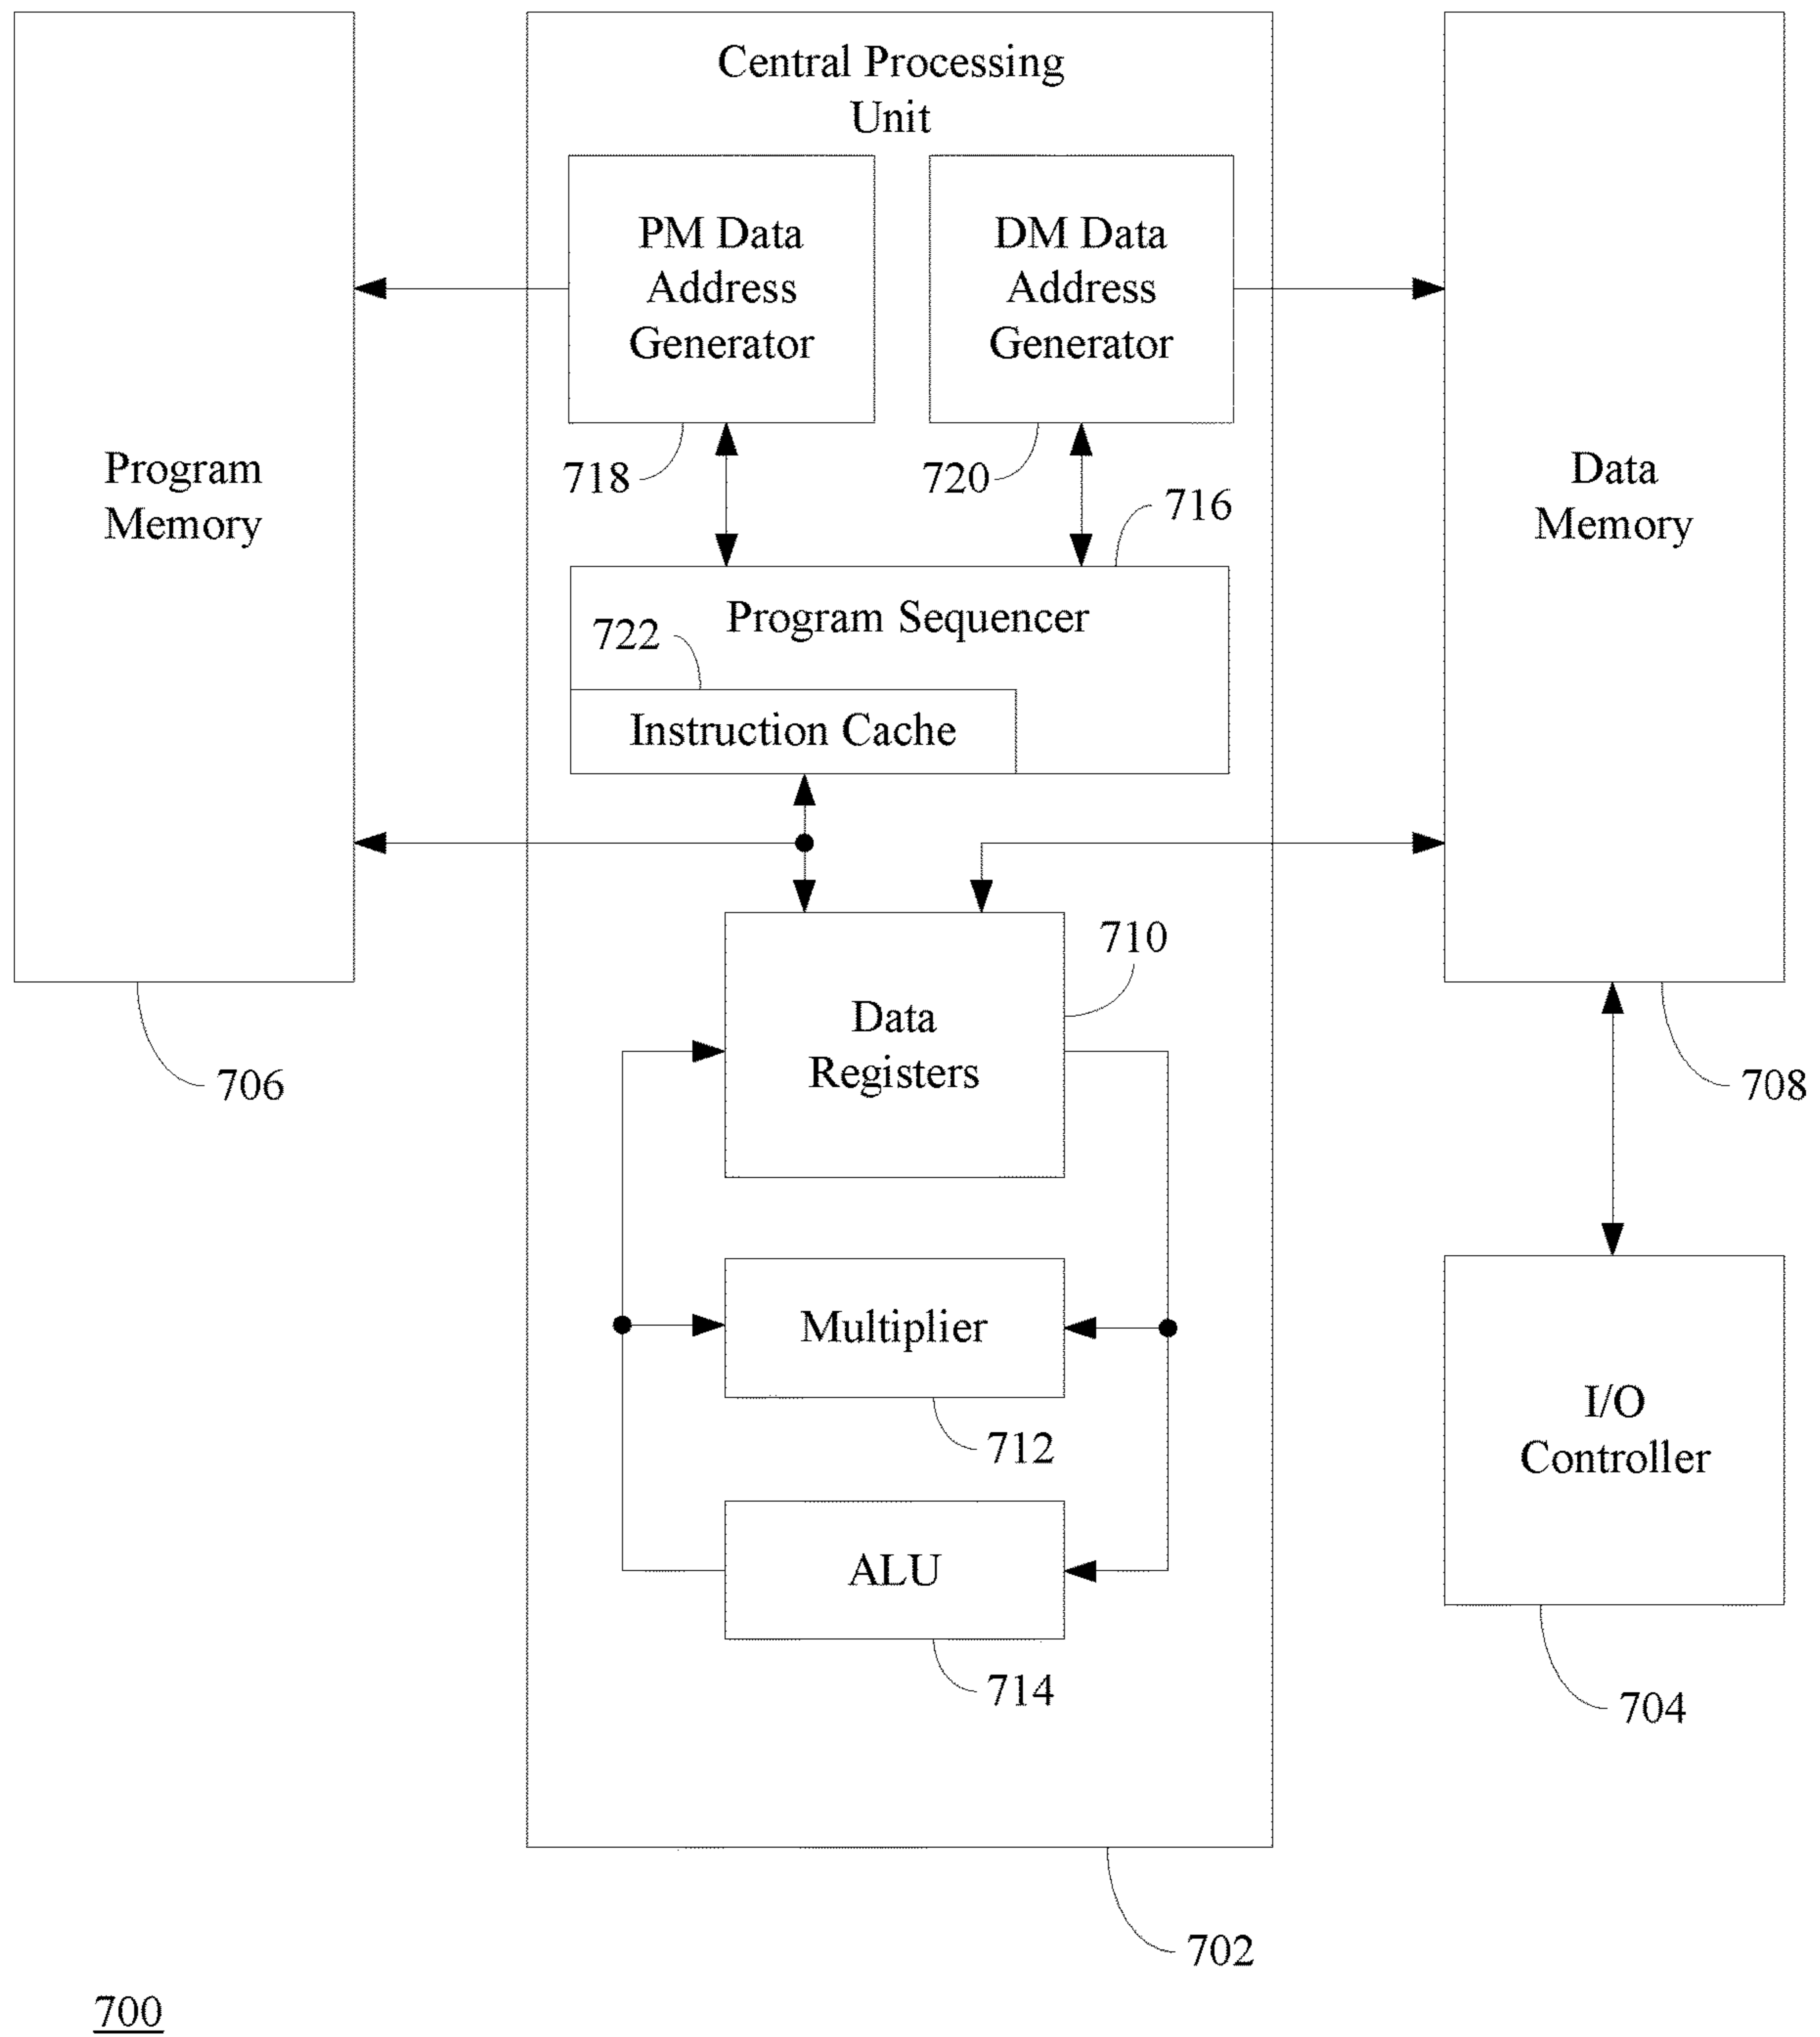 Central Processing
Unit
PM Data
Address
Generator
DM Data
Address
Generator
718
720
716
Program
Memory
Data
Memory
Program Sequencer
722
Instruction Cache
710
Data
Registers
706
708
Multiplier
712
I/O
Controller
ALU
714
704
702
700